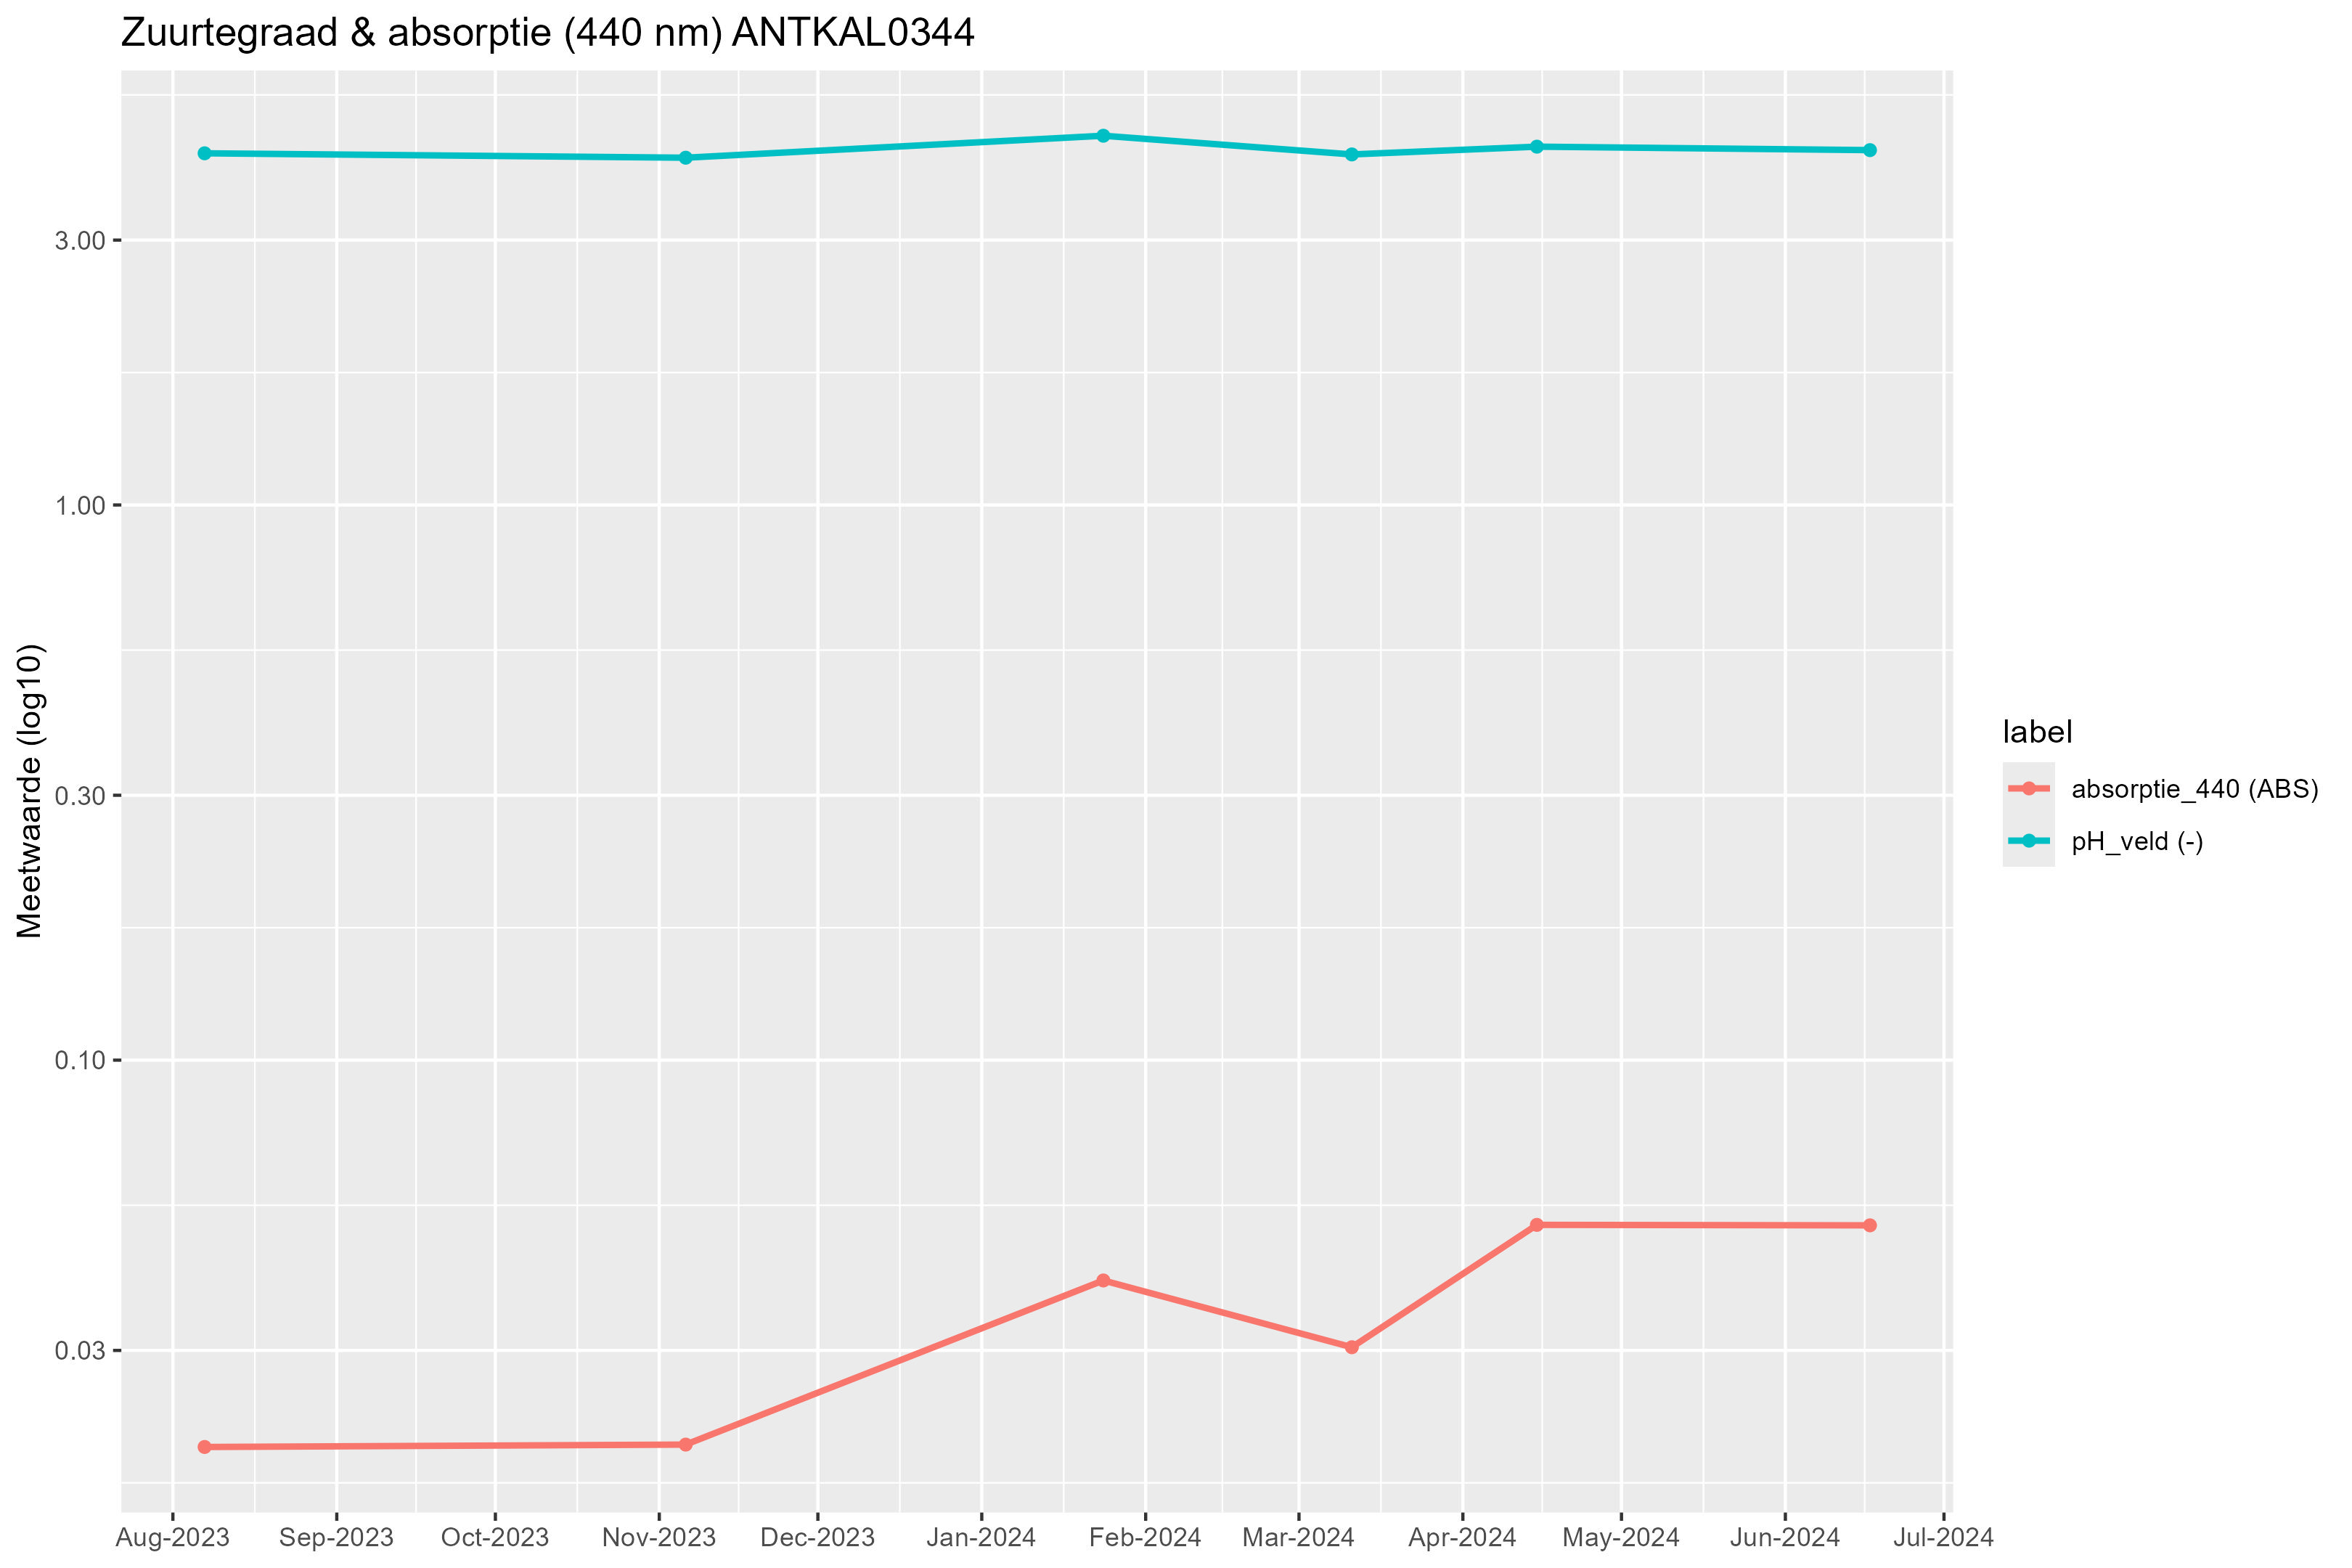 Zuurtegraad & absorptie (440 nm) ANTKAL0344
Meetwaarde (log10)
3.00
1.00
0.30
0.10
0.03
Aug-2023
Sep-2023
Oct-2023
Nov-2023
Dec-2023
Jan-2024
Feb-2024
Mar-2024
Apr-2024
May-2024
Jun-2024
Jul-2024
label
absorptie_440 (ABS)
pH_veld (-)